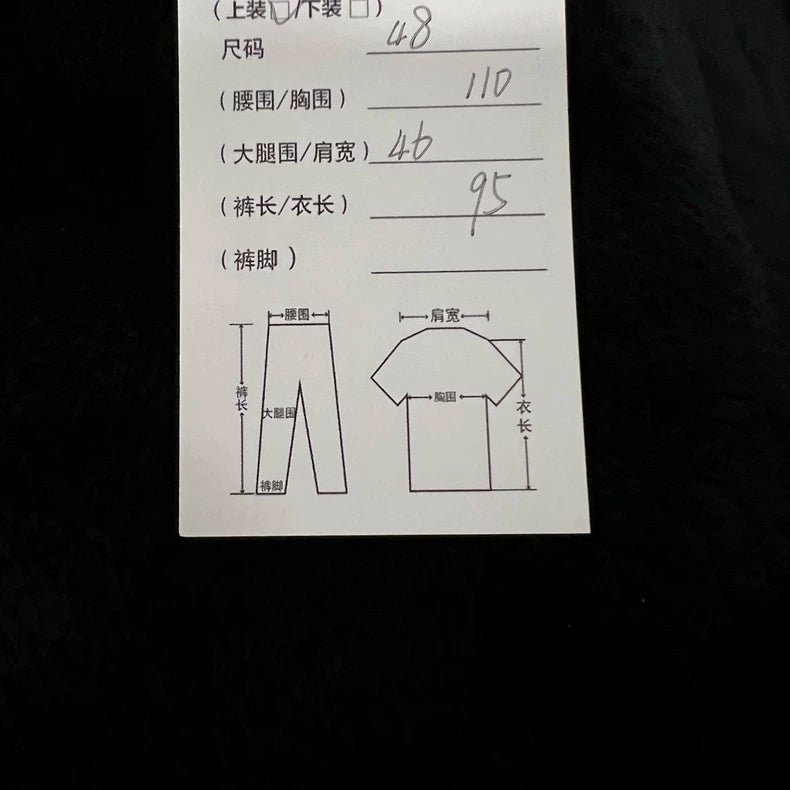 (上装☑/下装□)
尺码 48
(腰围/胸围) 110
(大腿围/肩宽) 46
(裤长/衣长) 95
(裤脚)
腰围
肩宽
裤长
大腿围
胸围
衣长
裤脚